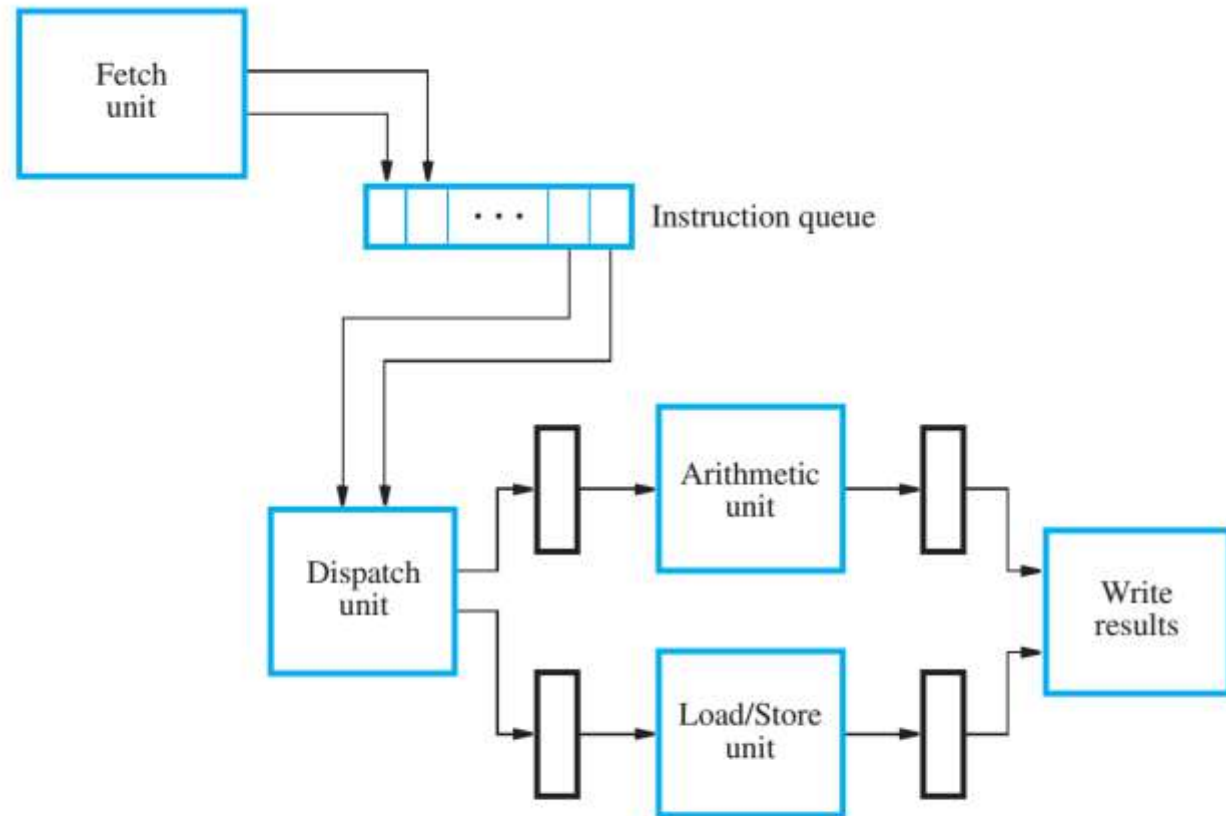 Fetch
unit
. . .
Instruction queue
Arithmetic
unit
Dispatch
unit
Write
results
Load/Store
unit